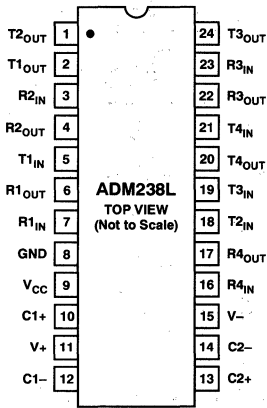 T2OUT 1 24 T3OUT
T1OUT 2 23 R3IN
R2IN 3 22 R3OUT
R2OUT 4 21 T4IN
T1IN 5 20 T4OUT
R1OUT 6 ADM238L 19 T3IN
TOP VIEW
R1IN 7 (Not to Scale) 18 T2IN
GND 8 17 R4OUT
VCC 9 16 R4IN
C1+ 10 15 V–
V+ 11 14 C2–
C1– 12 13 C2+